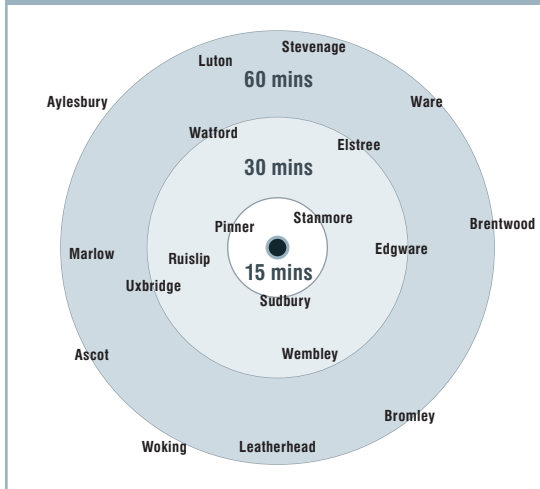 Stevenage
Luton
60 mins
Aylesbury
Ware
Watford
Elstree
30 mins
Stanmore
Pinner
Brentwood
Edgware
Marlow
Ruislip
15 mins
Uxbridge
Sudbury
Wembley
Ascot
Bromley
Woking
Leatherhead